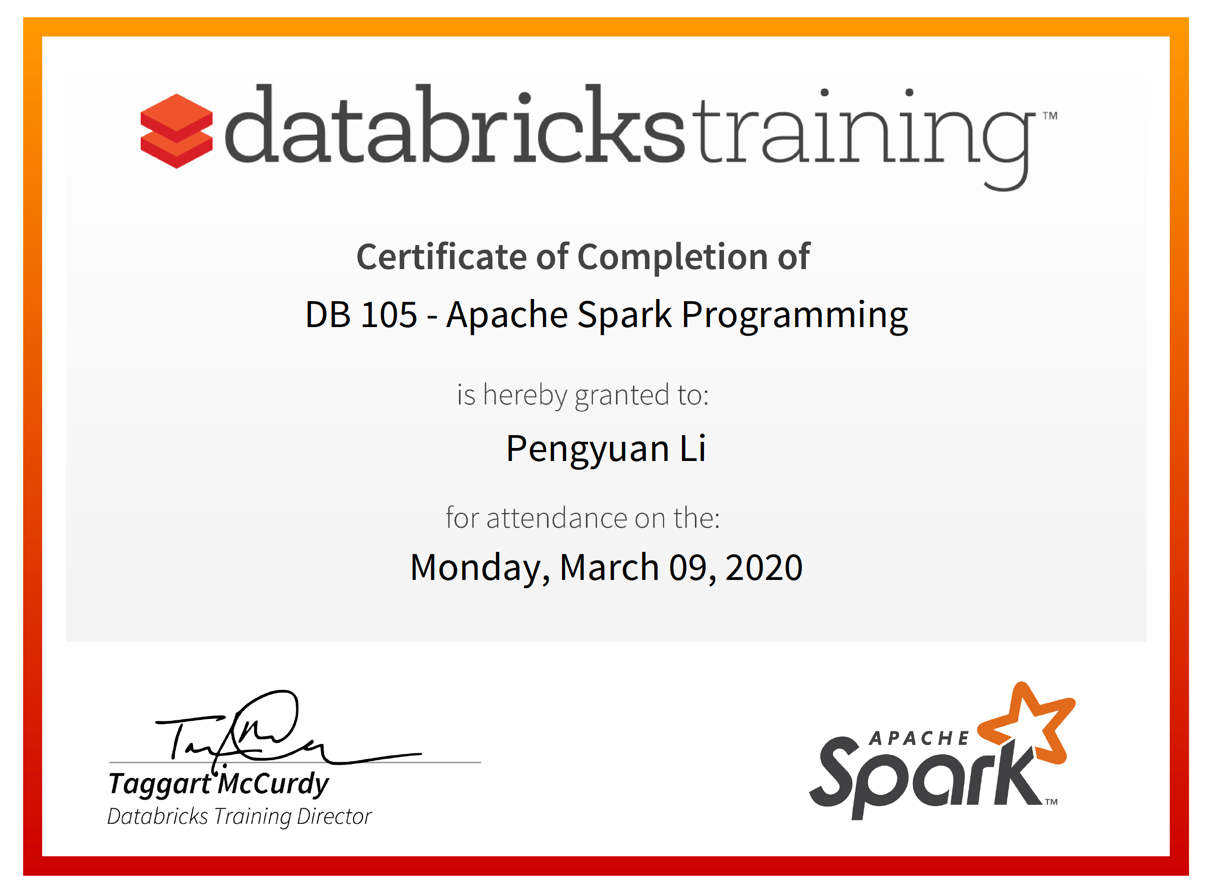 databrickstraining™
Certificate of Completion of
DB 105 - Apache Spark Programming
is hereby granted to:
Pengyuan Li
for attendance on the:
Monday, March 09, 2020
Taggart McCurdy
Databricks Training Director
APACHE
Spark™